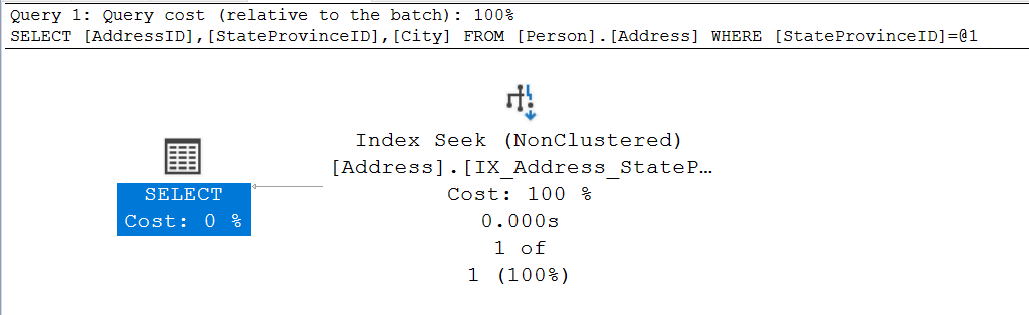 Query 1: Query cost (relative to the batch): 100%
SELECT [AddressID],[StateProvinceID],[City] FROM [Person].[Address] WHERE [StateProvinceID]=@1
Index Seek (NonClustered)
[Address].[IX_Address_StateP…
Cost: 100 %
0.000s
1 of
1 (100%)
SELECT
Cost: 0 %